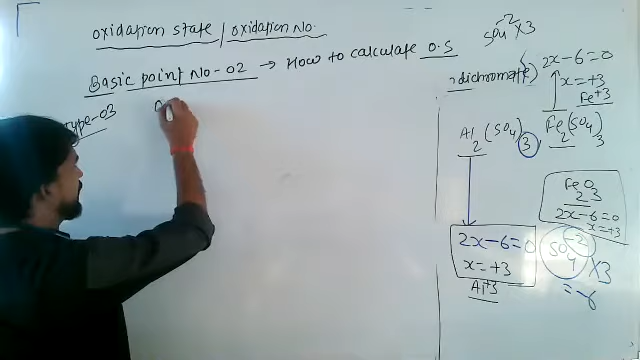 oxidation state / oxidation No.
Basic point No-02 → How to calculate O.S
Type-03
SO4^-2 X3
dichromate
2x-6=0
x=+3
Fe+3
Al2(SO4)3
Fe2(SO4)3
2x-6=0
x=+3
Al+3
Fe2O3
2x-6=0
x=+3
SO4^-2 X3